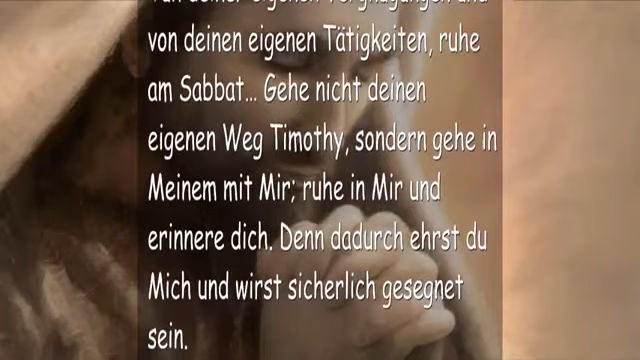 von deinen eigenen Tätigkeiten, ruhe
am Sabbat... Gehe nicht deinen
eigenen Weg Timothy, sondern gehe in
Meinem mit Mir; ruhe in Mir und
erinnere dich. Denn dadurch ehrst du
Mich und wirst sicherlich gesegnet
sein.